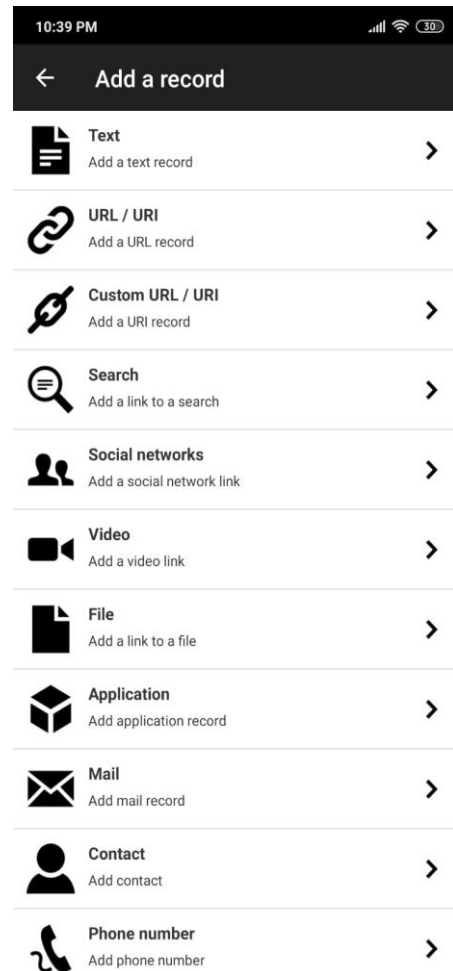 10:39 PM
30
Add a record
Text
Add a text record
URL / URI
Add a URL record
Custom URL / URI
Add a URI record
Search
Add a link to a search
Social networks
Add a social network link
Video
Add a video link
File
Add a link to a file
Application
Add application record
Mail
Add mail record
Contact
Add contact
Phone number
Add phone number